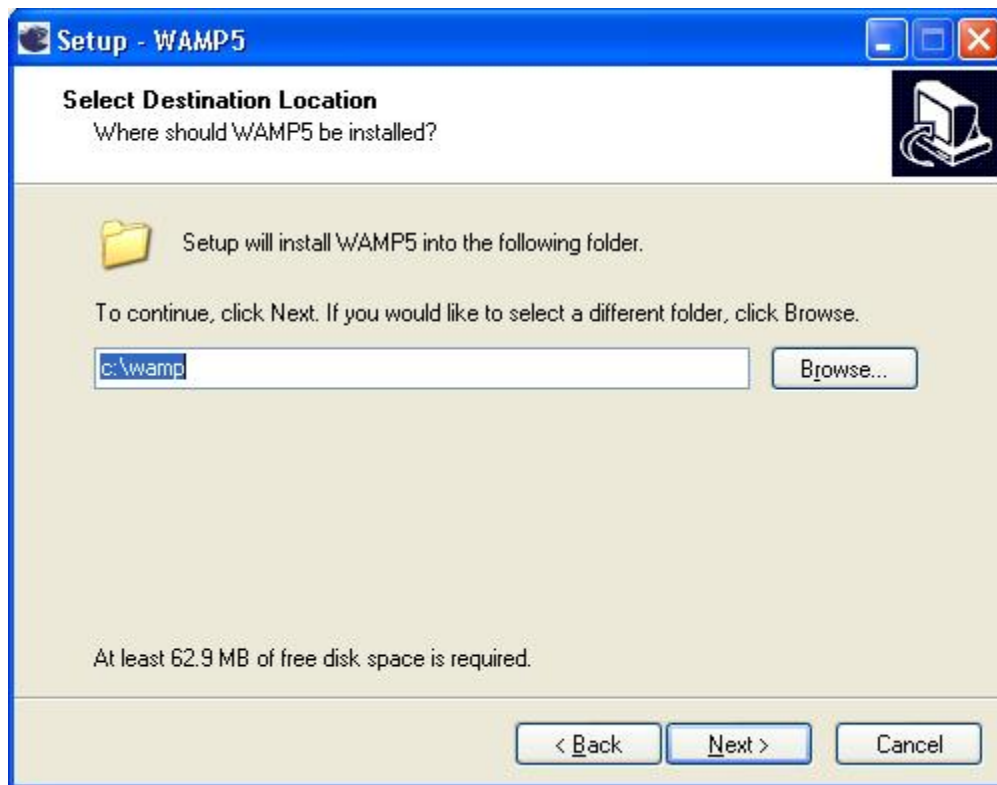 Setup - WAMP5
Select Destination Location
Where should WAMP5 be installed?
Setup will install WAMP5 into the following folder.
To continue, click Next. If you would like to select a different folder, click Browse.
c:\wamp
Browse...
At least 62.9 MB of free disk space is required.
< Back
Next >
Cancel